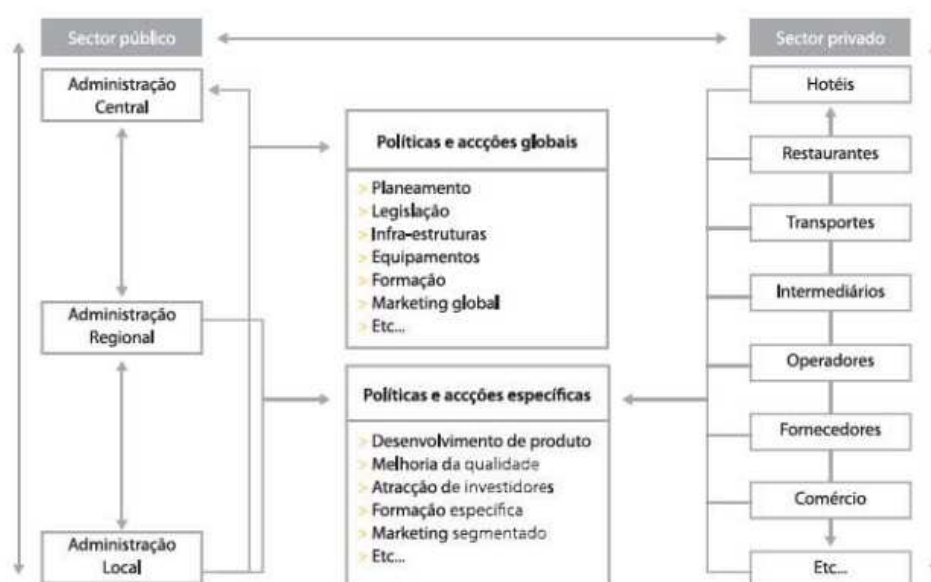 Sector público
Sector privado
Administração
Central
Administração
Regional
Administração
Local
Políticas e accções globais
> Planeamento
> Legislação
> Infra-estruturas
> Equipamentos
> Formação
> Marketing global
> Etc...
Políticas e accções específicas
> Desenvolvimento de produto
> Melhoria da qualidade
> Atracção de investidores
> Formação específica
> Marketing segmentado
> Etc...
Hotéis
Restaurantes
Transportes
Intermediários
Operadores
Fornecedores
Comércio
Etc...